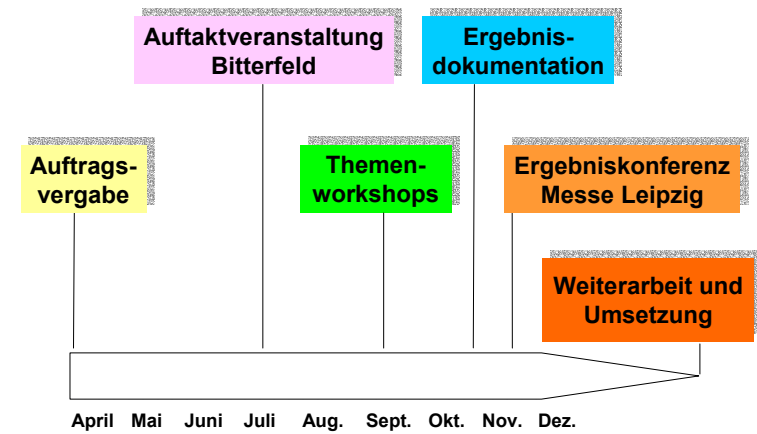 Auftaktveranstaltung
Bitterfeld
Ergebnis-
dokumentation
Auftrags-
vergabe
Themen-
workshops
Ergebniskonferenz
Messe Leipzig
Weiterarbeit und
Umsetzung
April Mai Juni Juli Aug. Sept. Okt. Nov. Dez.